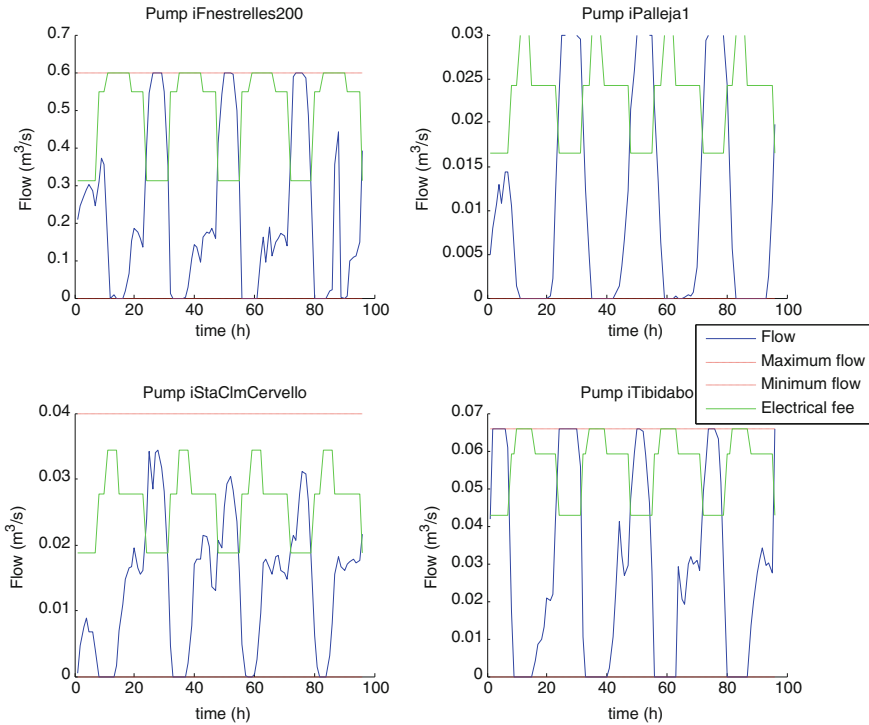 Pump iFnestrelles200
0.7
0.6
0.5
0.4
0.3
0.2
0.1
0
Flow (m³/s)
0 20 40 60 80 100
time (h)
Pump iPalleja1
0.03
0.025
0.02
0.015
0.01
0.005
0
Flow (m³/s)
0 20 40 60 80 100
time (h)
Flow
Maximum flow
Minimum flow
Electrical fee
Pump iStaClmCervello
0.04
0.03
0.02
0.01
0
Flow (m³/s)
0 20 40 60 80 100
time (h)
Pump iTibidabo
0.07
0.06
0.05
0.04
0.03
0.02
0.01
0
Flow (m³/s)
0 20 40 60 80 100
time (h)